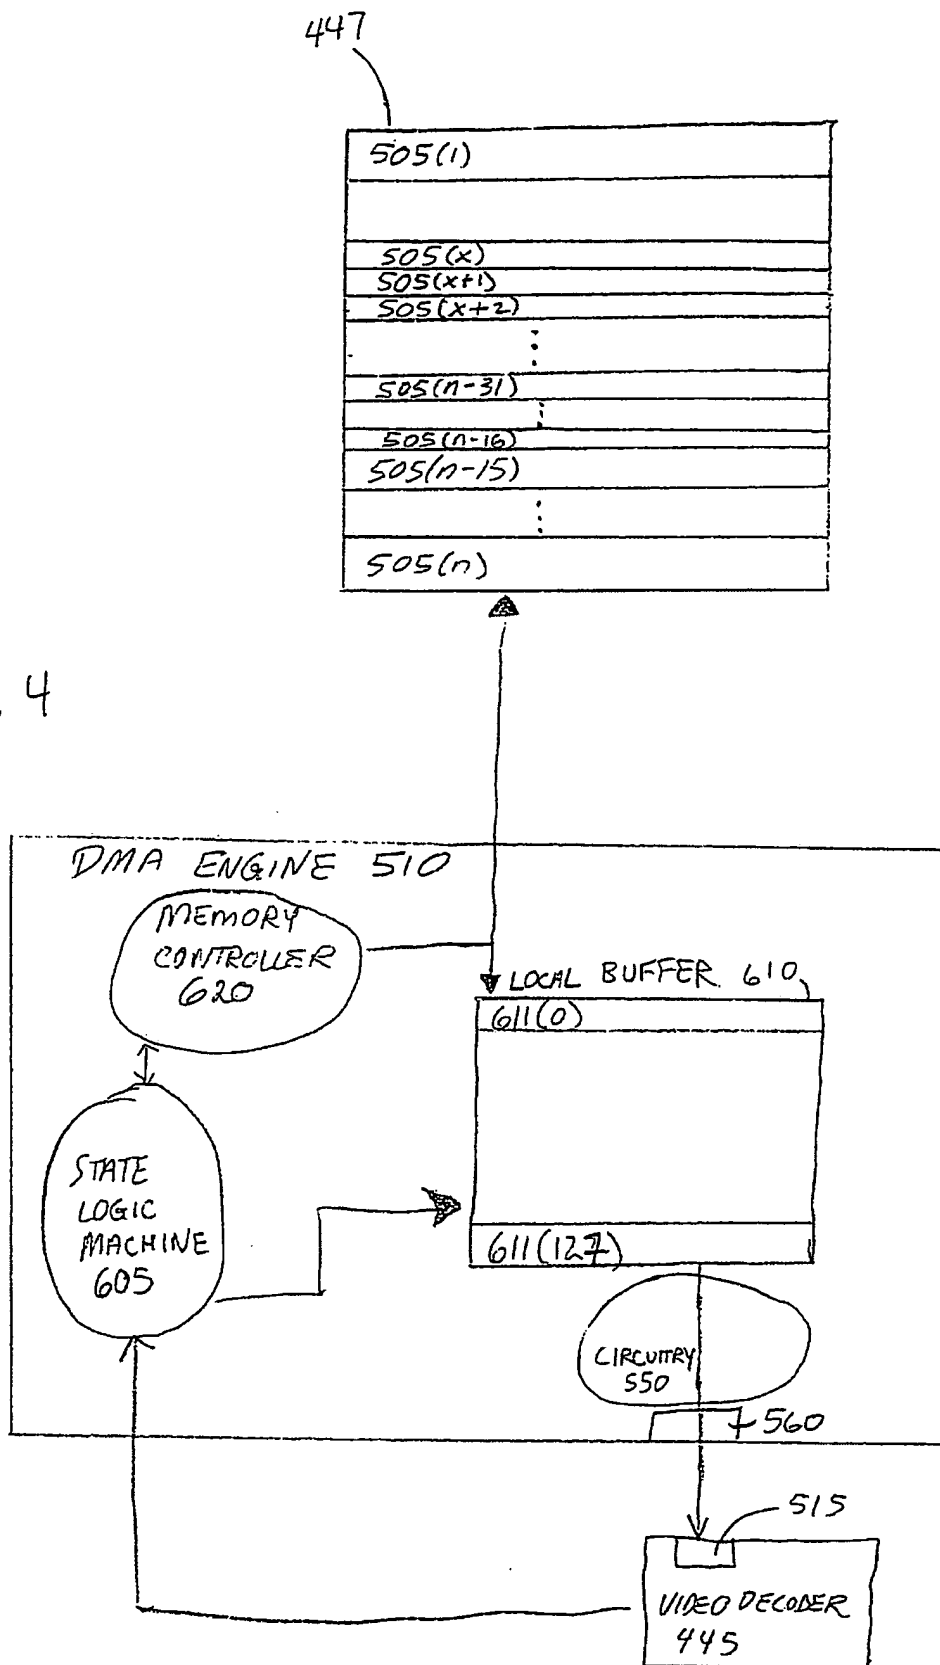 447
505(1)
505(x)
505(x+1)
505(x+2)
505(n-31)
505(n-16)
505(n-15)
505(n)
. 4
DMA ENGINE 510
MEMORY
CONTROLLER
620
LOCAL BUFFER 610
611(0)
STATE
LOGIC
MACHINE
605
611(127)
CIRCUITRY
550
560
515
VIDEO DECODER
445